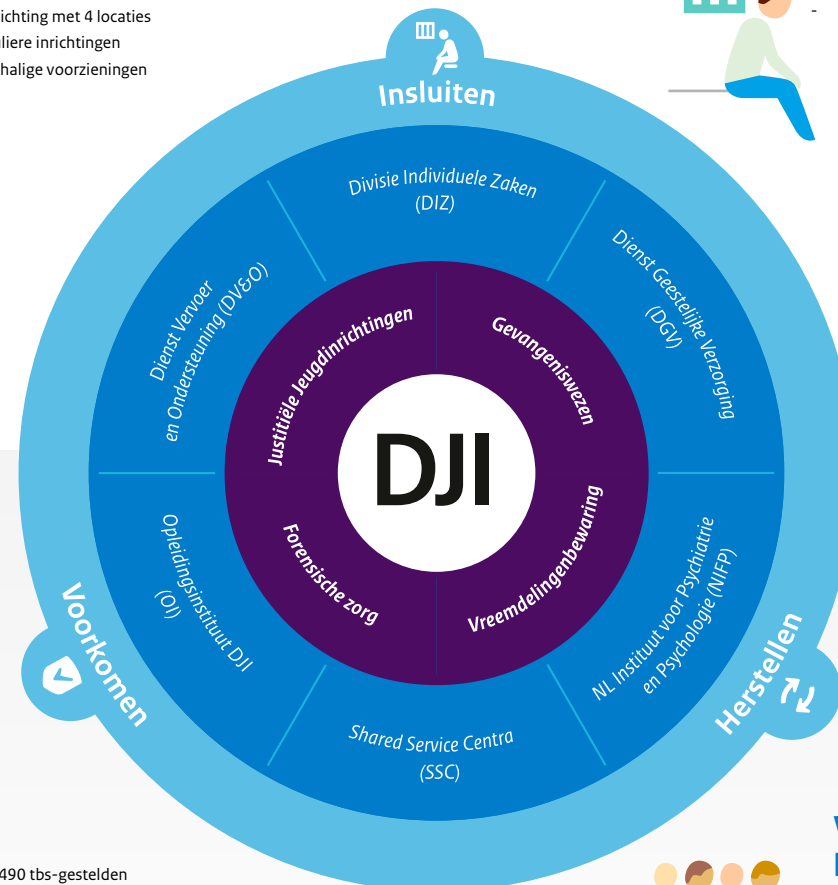 ichting met 4 locaties
liere inrichtingen
halige voorzieningen
-
Insluiten
Divisie Individuele Zaken
(DIZ)
Dienst Vervoer
en Ondersteuning (DV&O)
Dienst Geestelijke Verzorging
(DGV)
Justitiële Jeugdinrichtingen
Gevangeniswezen
DJI
Forensische zorg
Vreemdelingenbewaring
Opleidingsinstituut DJI
(OI)
NL Instituut voor Psychiatrie
en Psychologie (NIFP)
Voorkomen
Herstellen
Shared Service Centra
(SSC)
490 tbs-gestelden